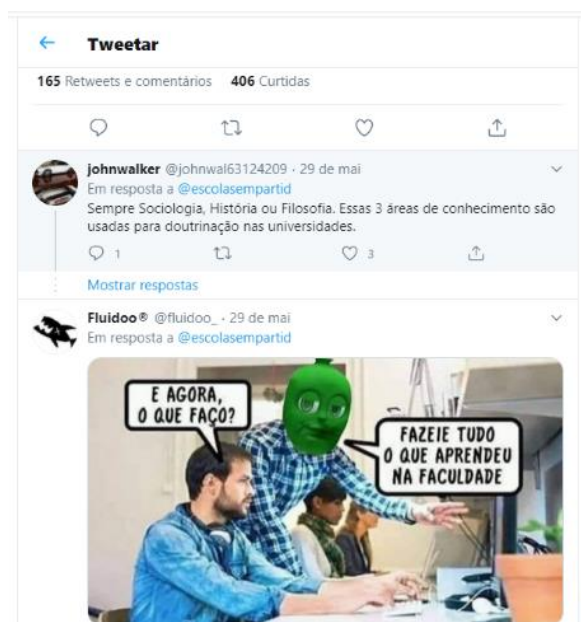 Tweetar
165 Retweets e comentários 406 Curtidas
johnwalker @johnwal63124209 · 29 de mai
Em resposta a @escolasempartid
Sempre Sociologia, História ou Filosofia. Essas 3 áreas de conhecimento são
usadas para doutrinação nas universidades.
1 3
Mostrar respostas
Fluidoo® @fluidoo_ · 29 de mai
Em resposta a @escolasempartid
E AGORA,
O QUE FAÇO?
FAZEIE TUDO
O QUE APRENDEU
NA FACULDADE